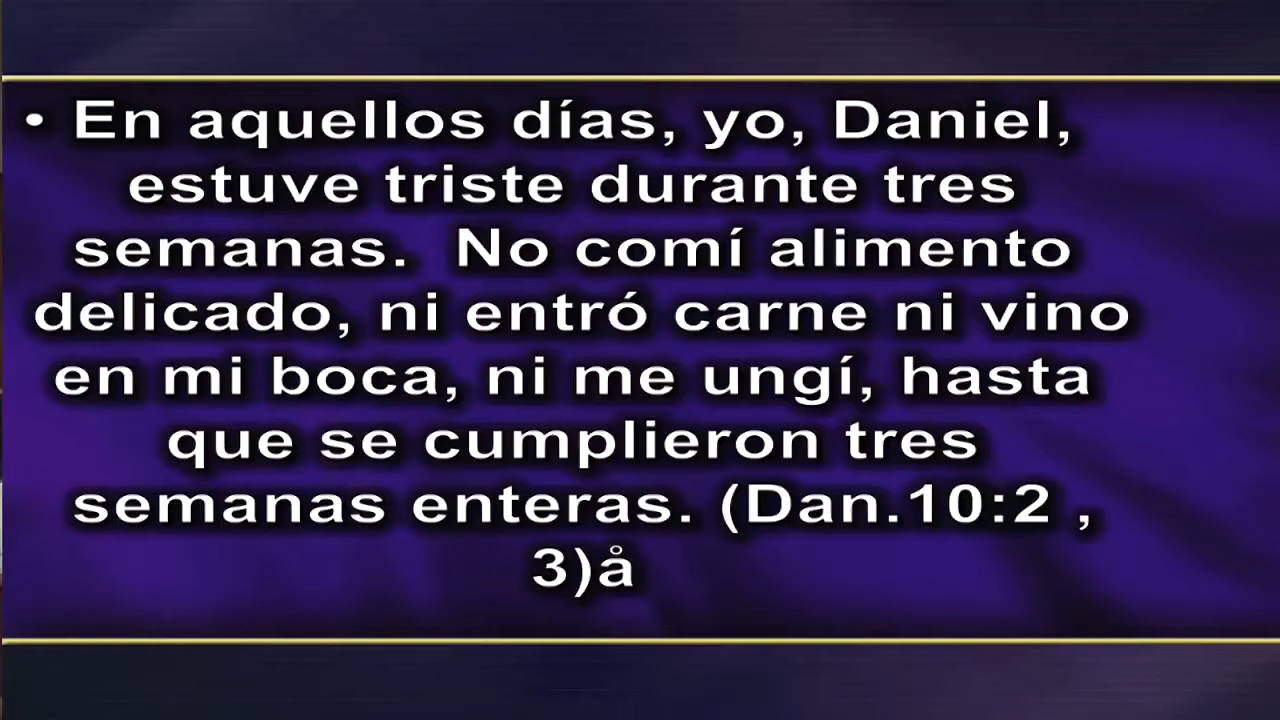 • En aquellos días, yo, Daniel,
estuve triste durante tres
semanas.  No comí alimento
delicado, ni entró carne ni vino
en mi boca, ni me ungí, hasta
que se cumplieron tres
semanas enteras. (Dan.10:2 ,
3)å